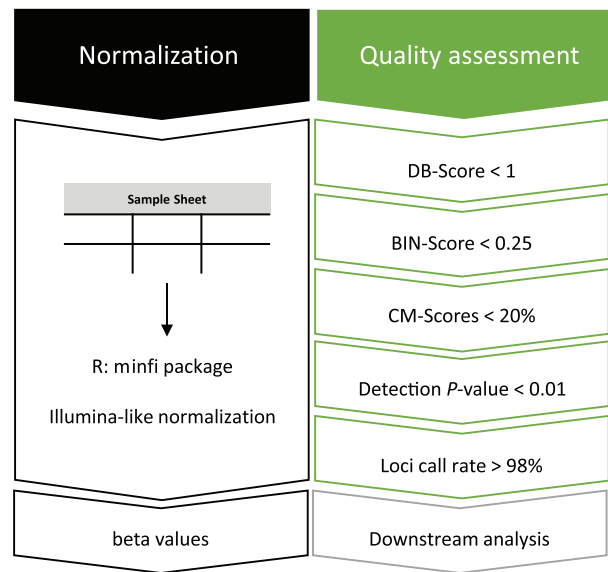 Normalization
Sample Sheet
R: minfi package
Illumina-like normalization
beta values
Quality assessment
DB-Score < 1
BIN-Score < 0.25
CM-Scores < 20%
Detection P-value < 0.01
Loci call rate > 98%
Downstream analysis